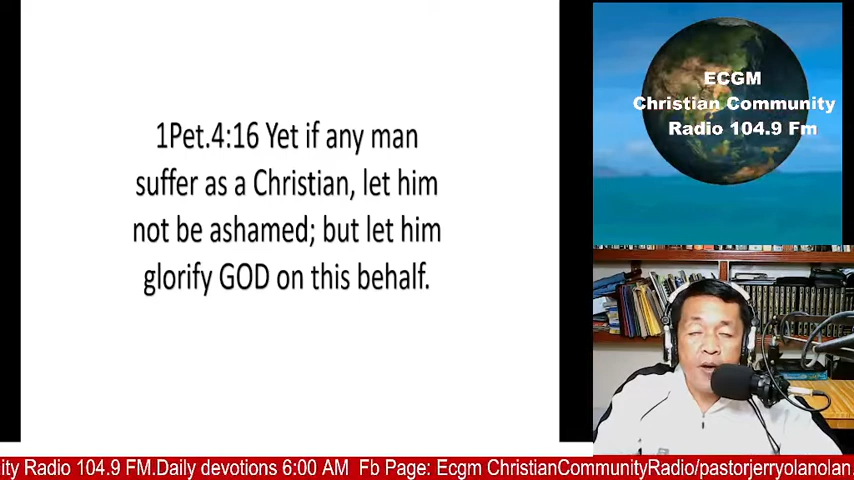 1Pet.4:16 Yet if any man
suffer as a Christian, let him
not be ashamed; but let him
glorify GOD on this behalf.
ECGM
Christian Community
Radio 104.9 Fm
ity Radio 104.9 FM.Daily devotions 6:00 AM  Fb Page: Ecgm ChristianCommunityRadio/pastorjerryolanolan.